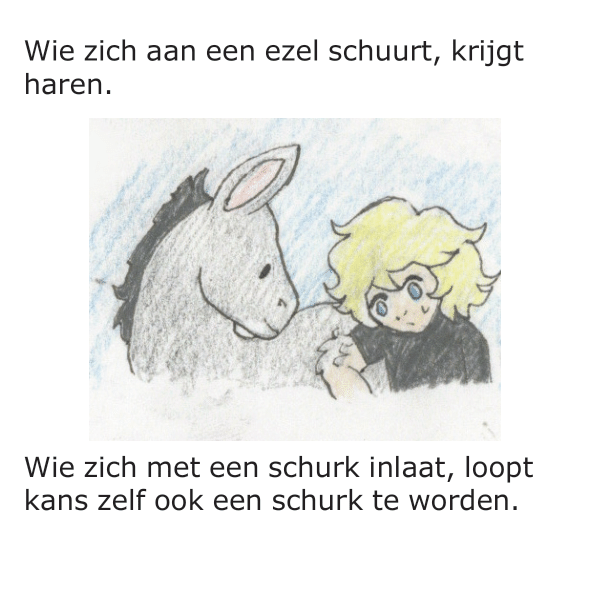 Wie zich aan een ezel schuurt, krijgt
haren.
Wie zich met een schurk inlaat, loopt
kans zelf ook een schurk te worden.